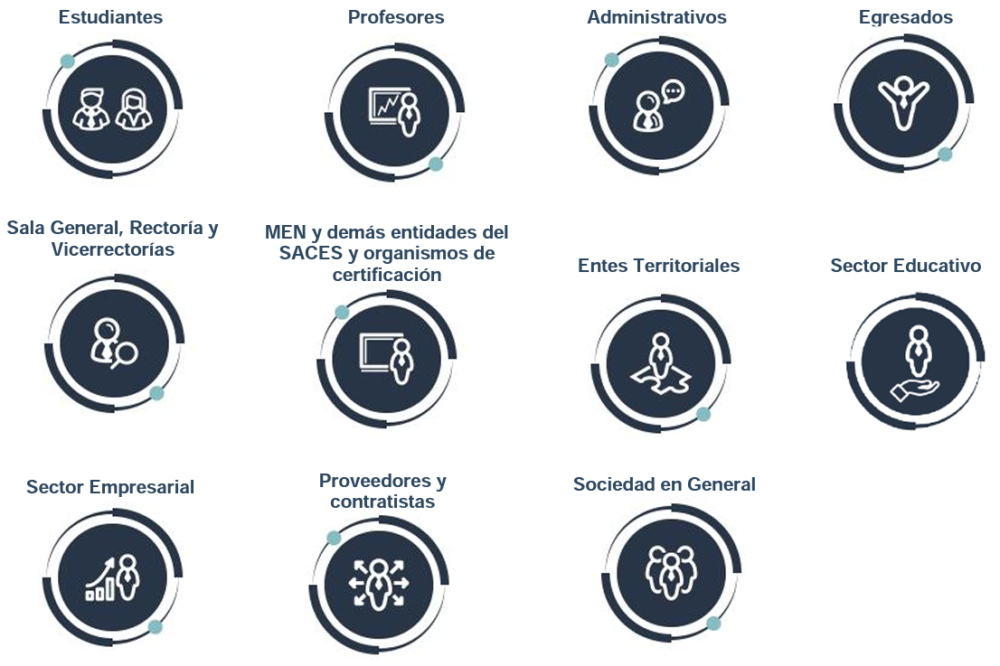 Estudiantes
Profesores
Administrativos
Egresados
Sala General, Rectoría y
Vicerrectorías
MEN y demás entidades del
SACES y organismos de
certificación
Entes Territoriales
Sector Educativo
Sector Empresarial
Proveedores y
contratistas
Sociedad en General